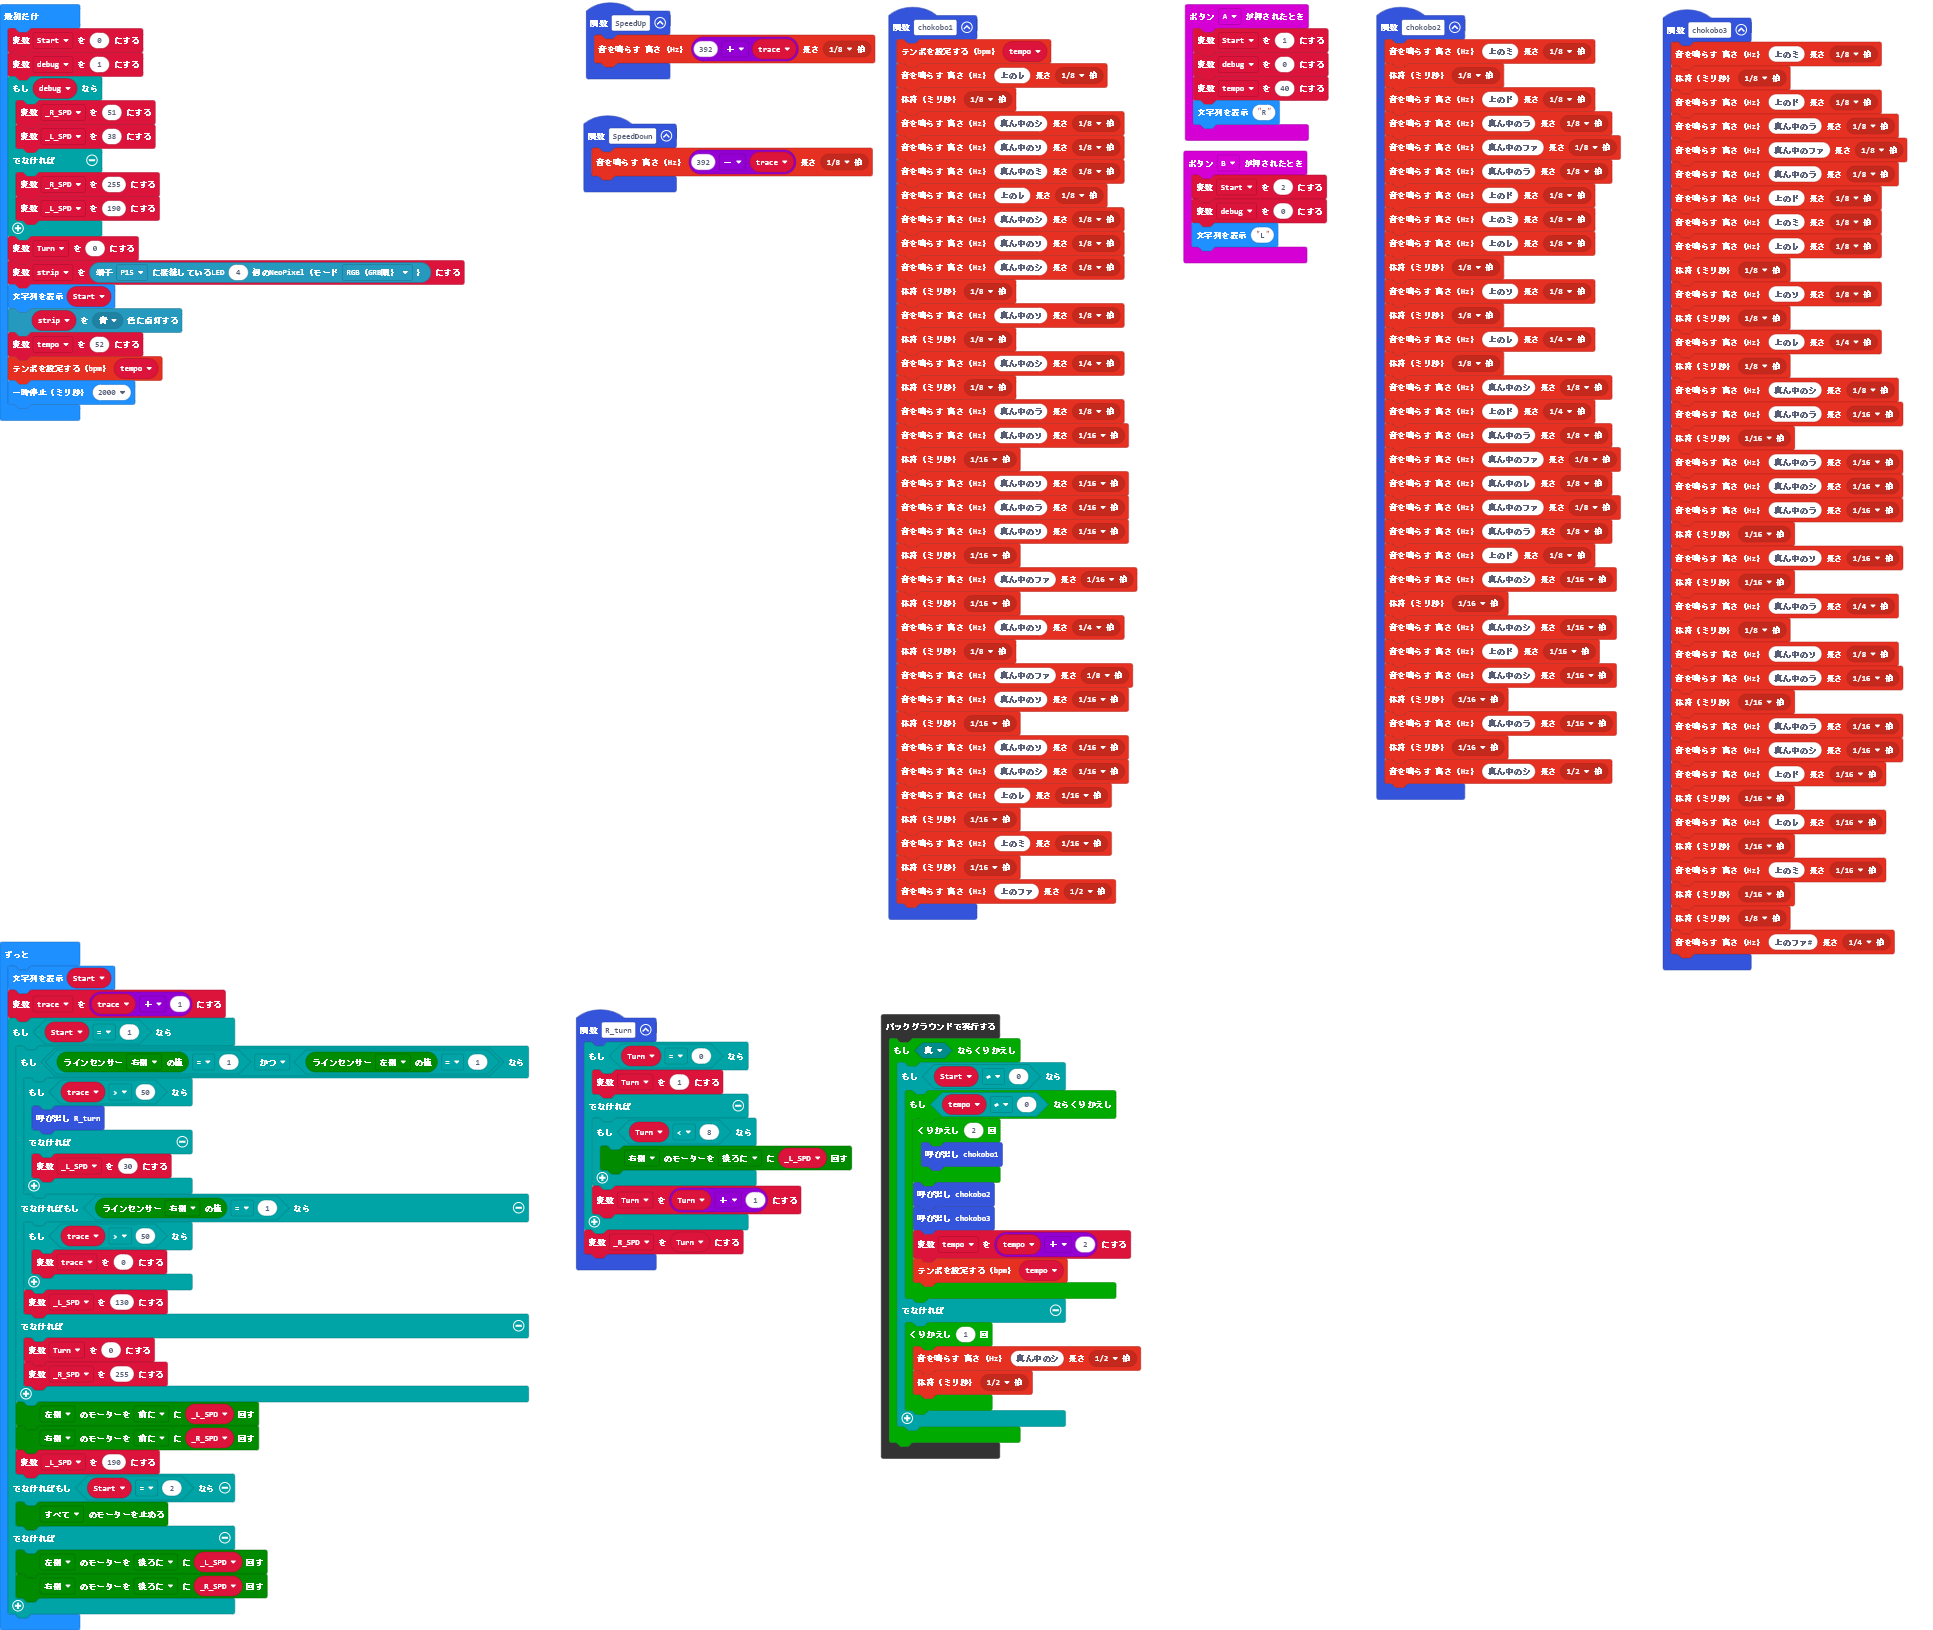 最初だけ
変数 Start を 0 にする
変数 debug を 1 にする
もし debug なら
変数 _R_SPD を 51 にする
変数 _L_SPD を 38 にする
でなければ
変数 _R_SPD を 255 にする
変数 _L_SPD を 190 にする
変数 Turn を 0 にする
変数 strip を 端子 P15 に接続しているLED 4 個のNeoPixel (モード RGB (GRB順) ) にする
文字列を表示 Start
strip を 青 色に点灯する
変数 tempo を 52 にする
テンポを設定する (bpm) tempo
一時停止 (ミリ秒) 2000
関数 SpeedUp
音を鳴らす 高さ (Hz) 392 + trace 長さ 1/8 拍
関数 SpeedDown
音を鳴らす 高さ (Hz) 392 - trace 長さ 1/8 拍
関数 chokobo1
テンポを設定する (bpm) tempo
音を鳴らす 高さ (Hz) 上のレ 長さ 1/8 拍
休符 (ミリ秒) 1/8 拍
音を鳴らす 高さ (Hz) 真ん中のシ 長さ 1/8 拍
音を鳴らす 高さ (Hz) 真ん中のソ 長さ 1/8 拍
音を鳴らす 高さ (Hz) 真ん中のミ 長さ 1/8 拍
音を鳴らす 高さ (Hz) 上のレ 長さ 1/8 拍
音を鳴らす 高さ (Hz) 真ん中のシ 長さ 1/8 拍
音を鳴らす 高さ (Hz) 真ん中のソ 長さ 1/8 拍
音を鳴らす 高さ (Hz) 真ん中のシ 長さ 1/8 拍
休符 (ミリ秒) 1/8 拍
音を鳴らす 高さ (Hz) 真ん中のソ 長さ 1/8 拍
休符 (ミリ秒) 1/8 拍
音を鳴らす 高さ (Hz) 真ん中のシ 長さ 1/4 拍
休符 (ミリ秒) 1/8 拍
音を鳴らす 高さ (Hz) 真ん中のラ 長さ 1/8 拍
音を鳴らす 高さ (Hz) 真ん中のソ 長さ 1/16 拍
休符 (ミリ秒) 1/16 拍
音を鳴らす 高さ (Hz) 真ん中のソ 長さ 1/16 拍
音を鳴らす 高さ (Hz) 真ん中のラ 長さ 1/16 拍
音を鳴らす 高さ (Hz) 真ん中のソ 長さ 1/16 拍
休符 (ミリ秒) 1/16 拍
音を鳴らす 高さ (Hz) 真ん中のファ 長さ 1/16 拍
休符 (ミリ秒) 1/16 拍
音を鳴らす 高さ (Hz) 真ん中のソ 長さ 1/4 拍
休符 (ミリ秒) 1/8 拍
音を鳴らす 高さ (Hz) 真ん中のファ 長さ 1/8 拍
音を鳴らす 高さ (Hz) 真ん中のソ 長さ 1/16 拍
休符 (ミリ秒) 1/16 拍
音を鳴らす 高さ (Hz) 真ん中のソ 長さ 1/16 拍
音を鳴らす 高さ (Hz) 真ん中のシ 長さ 1/16 拍
音を鳴らす 高さ (Hz) 上のレ 長さ 1/16 拍
休符 (ミリ秒) 1/16 拍
音を鳴らす 高さ (Hz) 上のミ 長さ 1/16 拍
休符 (ミリ秒) 1/16 拍
音を鳴らす 高さ (Hz) 上のファ 長さ 1/2 拍
ボタン A が押されたとき
変数 Start を 1 にする
変数 debug を 0 にする
変数 tempo を 40 にする
文字列を表示 "R"
ボタン B が押されたとき
変数 Start を 2 にする
変数 debug を 0 にする
文字列を表示 "L"
関数 chokobo2
音を鳴らす 高さ (Hz) 上のミ 長さ 1/8 拍
休符 (ミリ秒) 1/8 拍
音を鳴らす 高さ (Hz) 上のド 長さ 1/8 拍
音を鳴らす 高さ (Hz) 真ん中のラ 長さ 1/8 拍
音を鳴らす 高さ (Hz) 真ん中のファ 長さ 1/8 拍
音を鳴らす 高さ (Hz) 真ん中のラ 長さ 1/8 拍
音を鳴らす 高さ (Hz) 上のド 長さ 1/8 拍
音を鳴らす 高さ (Hz) 上のミ 長さ 1/8 拍
音を鳴らす 高さ (Hz) 上のレ 長さ 1/8 拍
休符 (ミリ秒) 1/8 拍
音を鳴らす 高さ (Hz) 上のソ 長さ 1/8 拍
休符 (ミリ秒) 1/8 拍
音を鳴らす 高さ (Hz) 上のレ 長さ 1/4 拍
休符 (ミリ秒) 1/8 拍
音を鳴らす 高さ (Hz) 真ん中のシ 長さ 1/8 拍
音を鳴らす 高さ (Hz) 上のド 長さ 1/4 拍
音を鳴らす 高さ (Hz) 真ん中のラ 長さ 1/8 拍
音を鳴らす 高さ (Hz) 真ん中のファ 長さ 1/8 拍
音を鳴らす 高さ (Hz) 真ん中のレ 長さ 1/8 拍
音を鳴らす 高さ (Hz) 真ん中のファ 長さ 1/8 拍
音を鳴らす 高さ (Hz) 真ん中のラ 長さ 1/8 拍
音を鳴らす 高さ (Hz) 上のド 長さ 1/8 拍
音を鳴らす 高さ (Hz) 真ん中のシ 長さ 1/16 拍
休符 (ミリ秒) 1/16 拍
音を鳴らす 高さ (Hz) 真ん中のシ 長さ 1/16 拍
音を鳴らす 高さ (Hz) 上のド 長さ 1/16 拍
音を鳴らす 高さ (Hz) 真ん中のシ 長さ 1/16 拍
休符 (ミリ秒) 1/16 拍
音を鳴らす 高さ (Hz) 真ん中のラ 長さ 1/16 拍
休符 (ミリ秒) 1/16 拍
音を鳴らす 高さ (Hz) 真ん中のシ 長さ 1/2 拍
関数 chokobo3
音を鳴らす 高さ (Hz) 上のミ 長さ 1/8 拍
休符 (ミリ秒) 1/8 拍
音を鳴らす 高さ (Hz) 上のド 長さ 1/8 拍
音を鳴らす 高さ (Hz) 真ん中のラ 長さ 1/8 拍
音を鳴らす 高さ (Hz) 真ん中のファ 長さ 1/8 拍
音を鳴らす 高さ (Hz) 真ん中のラ 長さ 1/8 拍
音を鳴らす 高さ (Hz) 上のド 長さ 1/8 拍
音を鳴らす 高さ (Hz) 上のミ 長さ 1/8 拍
音を鳴らす 高さ (Hz) 上のレ 長さ 1/8 拍
休符 (ミリ秒) 1/8 拍
音を鳴らす 高さ (Hz) 上のソ 長さ 1/8 拍
休符 (ミリ秒) 1/8 拍
音を鳴らす 高さ (Hz) 上のレ 長さ 1/4 拍
休符 (ミリ秒) 1/8 拍
音を鳴らす 高さ (Hz) 真ん中のシ 長さ 1/8 拍
音を鳴らす 高さ (Hz) 真ん中のラ 長さ 1/16 拍
休符 (ミリ秒) 1/16 拍
音を鳴らす 高さ (Hz) 真ん中のラ 長さ 1/16 拍
音を鳴らす 高さ (Hz) 真ん中のシ 長さ 1/16 拍
音を鳴らす 高さ (Hz) 真ん中のラ 長さ 1/16 拍
休符 (ミリ秒) 1/16 拍
音を鳴らす 高さ (Hz) 真ん中のソ 長さ 1/16 拍
休符 (ミリ秒) 1/16 拍
音を鳴らす 高さ (Hz) 真ん中のラ 長さ 1/4 拍
休符 (ミリ秒) 1/8 拍
音を鳴らす 高さ (Hz) 真ん中のソ 長さ 1/8 拍
音を鳴らす 高さ (Hz) 真ん中のラ 長さ 1/16 拍
休符 (ミリ秒) 1/16 拍
音を鳴らす 高さ (Hz) 真ん中のラ 長さ 1/16 拍
音を鳴らす 高さ (Hz) 真ん中のシ 長さ 1/16 拍
音を鳴らす 高さ (Hz) 上のド 長さ 1/16 拍
休符 (ミリ秒) 1/16 拍
音を鳴らす 高さ (Hz) 上のレ 長さ 1/16 拍
休符 (ミリ秒) 1/16 拍
音を鳴らす 高さ (Hz) 上のミ 長さ 1/16 拍
休符 (ミリ秒) 1/16 拍
休符 (ミリ秒) 1/8 拍
音を鳴らす 高さ (Hz) 上のファ# 長さ 1/4 拍
ずっと
文字列を表示 Start
変数 trace を trace + 1 にする
もし Start = 1 なら
もし ラインセンサー 右側 の値 = 1 かつ ラインセンサー 左側 の値 = 1 なら
もし trace > 50 なら
呼び出し R_turn
でなければ
変数 _L_SPD を 30 にする
でなければもし ラインセンサー 右側 の値 = 1 なら
もし trace > 50 なら
変数 trace を 0 にする
変数 _L_SPD を 130 にする
でなければ
変数 Turn を 0 にする
変数 _R_SPD を 255 にする
左側 のモーターを 前に に _L_SPD 回す
右側 のモーターを 前に に _R_SPD 回す
変数 _L_SPD を 190 にする
でなければもし Start = 2 なら
すべて のモーターを止める
でなければ
左側 のモーターを 後ろに に _L_SPD 回す
右側 のモーターを 後ろに に _R_SPD 回す
関数 R_turn
もし Turn = 0 なら
変数 Turn を 1 にする
でなければ
もし Turn < 8 なら
右側 のモーターを 後ろに に _L_SPD 回す
変数 Turn を Turn + 1 にする
変数 _R_SPD を Turn にする
バックグラウンドで実行する
もし 真 ならくりかえし
もし Start ≠ 0 なら
もし tempo ≠ 0 ならくりかえし
くりかえし 2 回
呼び出し chokobo1
呼び出し chokobo2
呼び出し chokobo3
変数 tempo を tempo + 2 にする
テンポを設定する (bpm) tempo
でなければ
くりかえし 1 回
音を鳴らす 高さ (Hz) 真ん中のシ 長さ 1/2 拍
休符 (ミリ秒) 1/2 拍